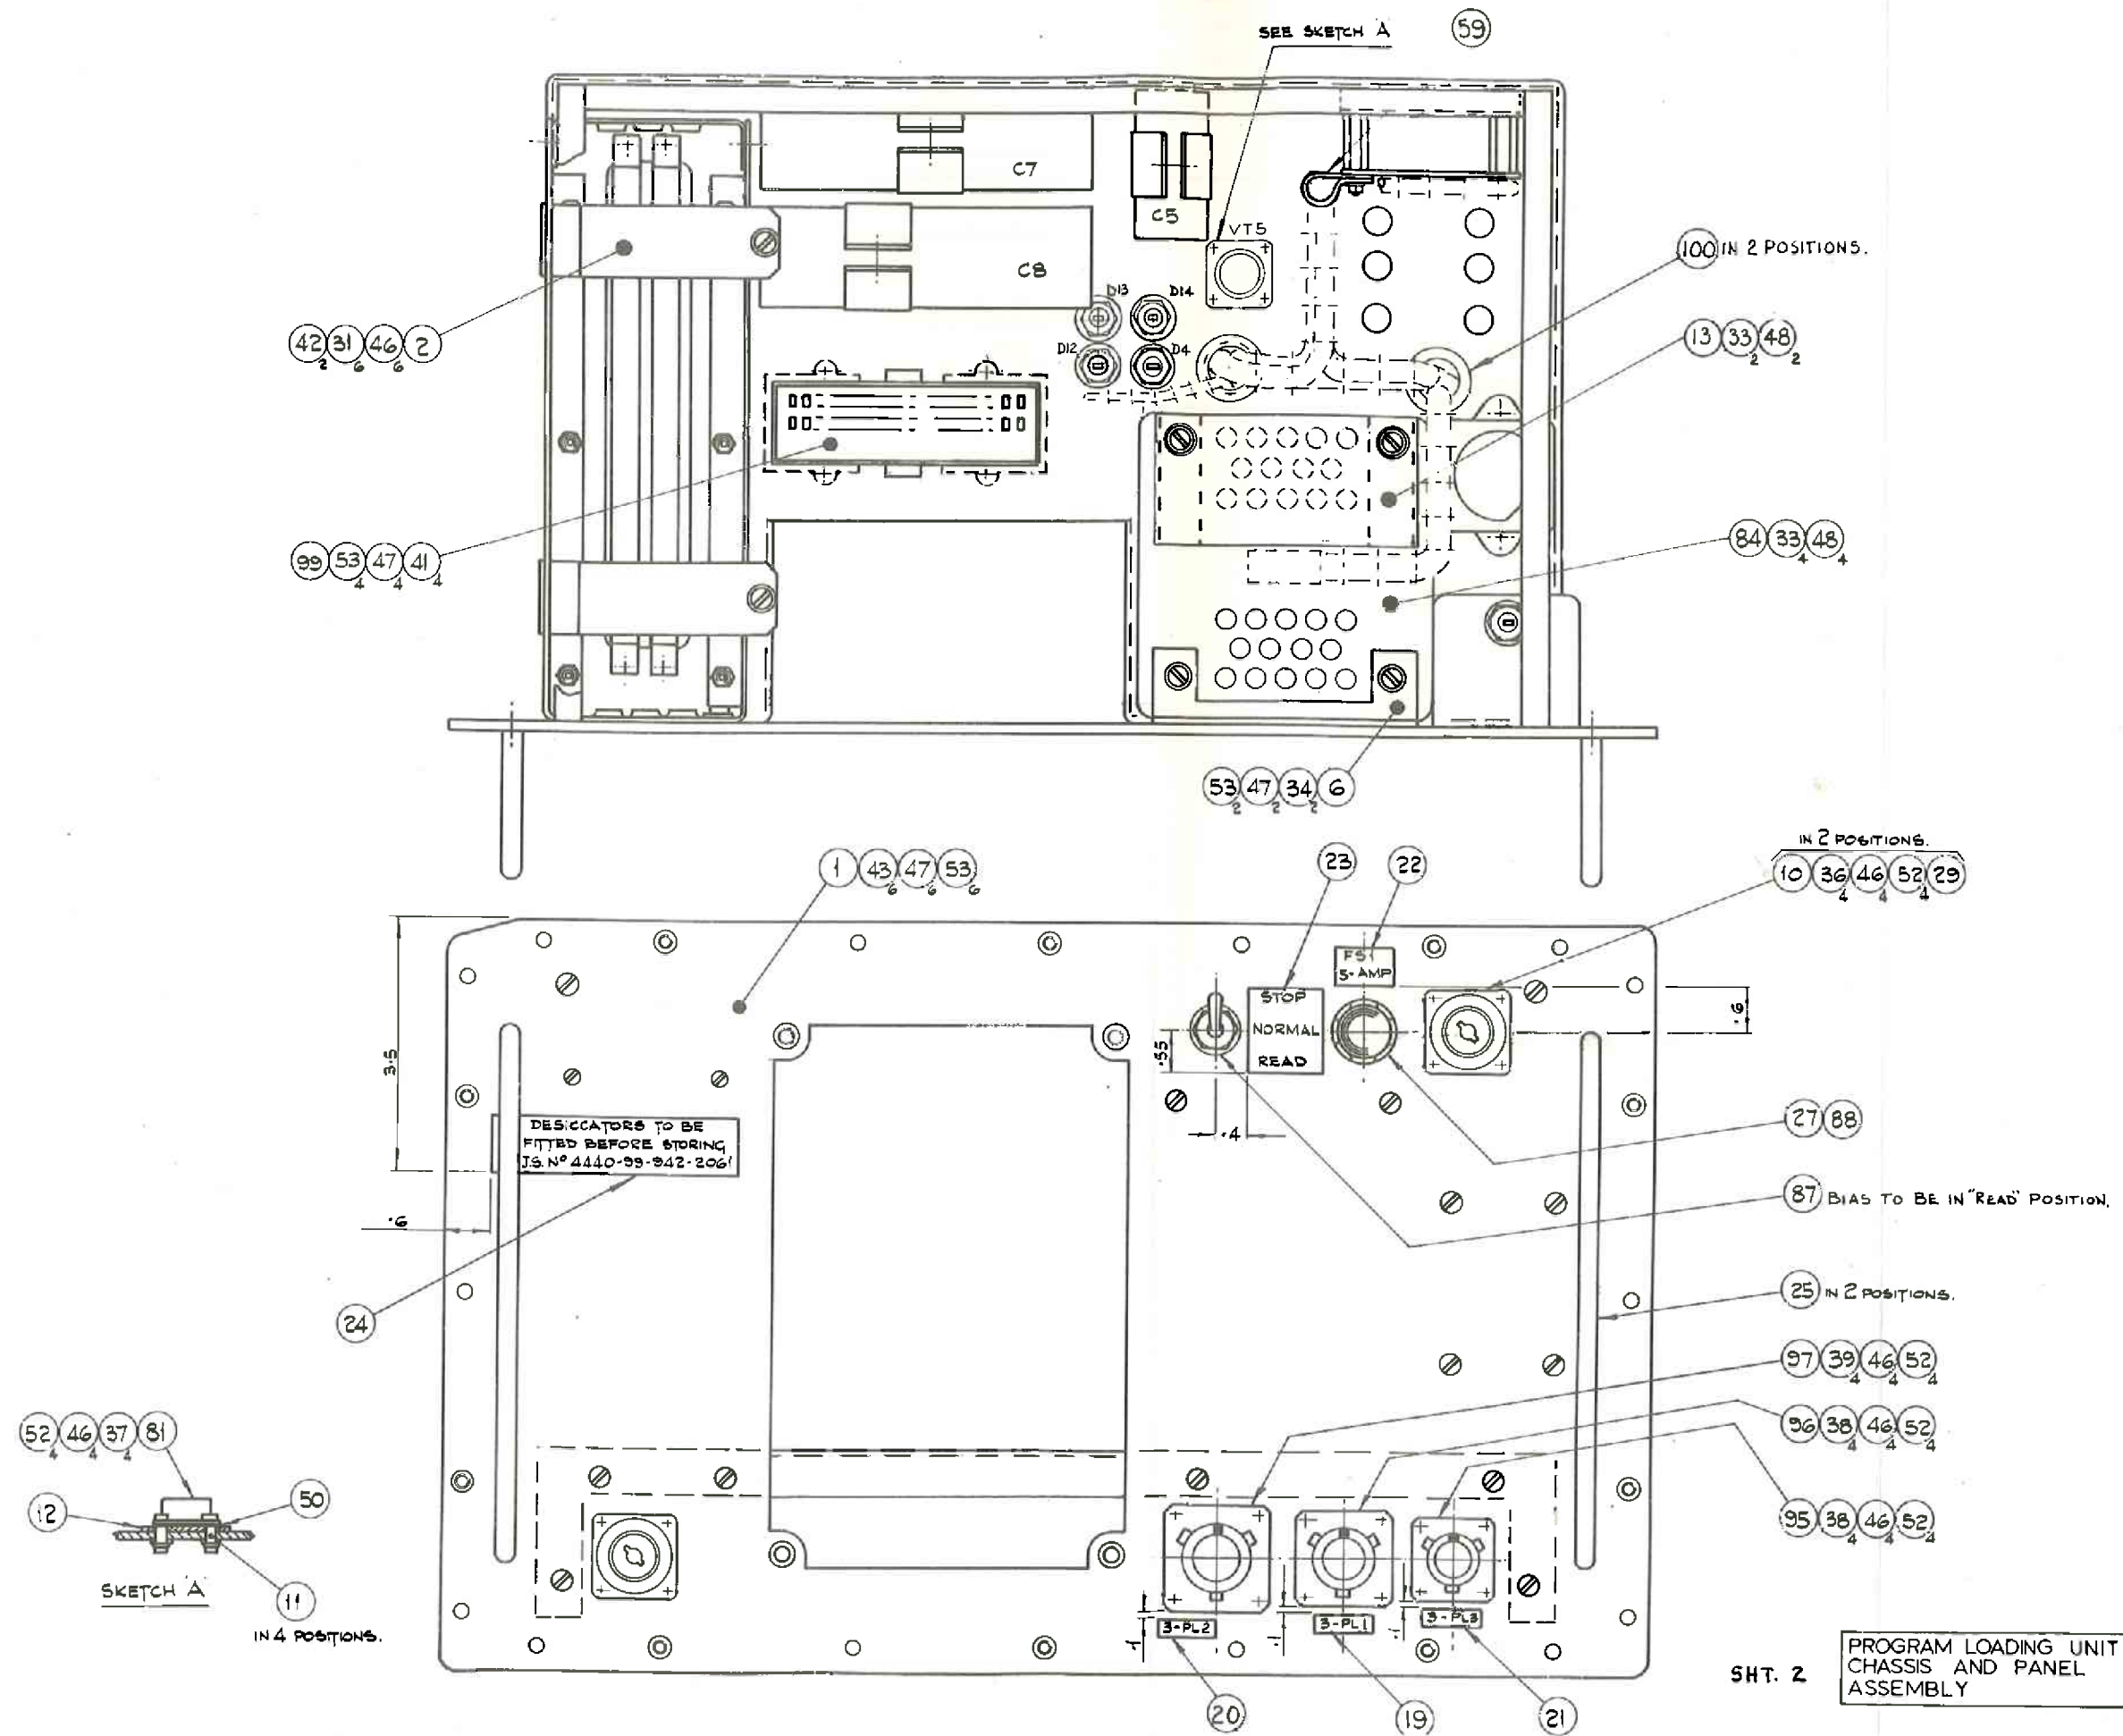 SEE SKETCH A
59
C7
C5
VT5
C8
D13 D14
D12 D4
100 IN 2 POSITIONS.
13 33 48
2 2
42 31 46 2
2 6 6
99 53 47 41
4 4 4
84 33 48
4 4
53 47 34 6
2 2 2
IN 2 POSITIONS.
10 36 46 52 29
4 4 4
1 43 47 53
6 6 6
23
22
FS1
5-AMP
STOP
NORMAL
READ
.6
.55
.4
3.5
DESICCATORS TO BE
FITTED BEFORE STORING
J.S. Nº 4440-99-942-2061
.6
24
27 88
87 BIAS TO BE IN "READ" POSITION.
25 IN 2 POSITIONS.
97 39 46 52
4 4 4
96 38 46 52
4 4 4
95 38 46 52
4 4 4
52 46 37 81
4 4 4
12
50
SKETCH 'A'
11
IN 4 POSITIONS.
.1
.1
.1
3-PL2
3-PL1
3-PL3
20
19
21
SHT. 2
PROGRAM LOADING UNIT
CHASSIS AND PANEL
ASSEMBLY